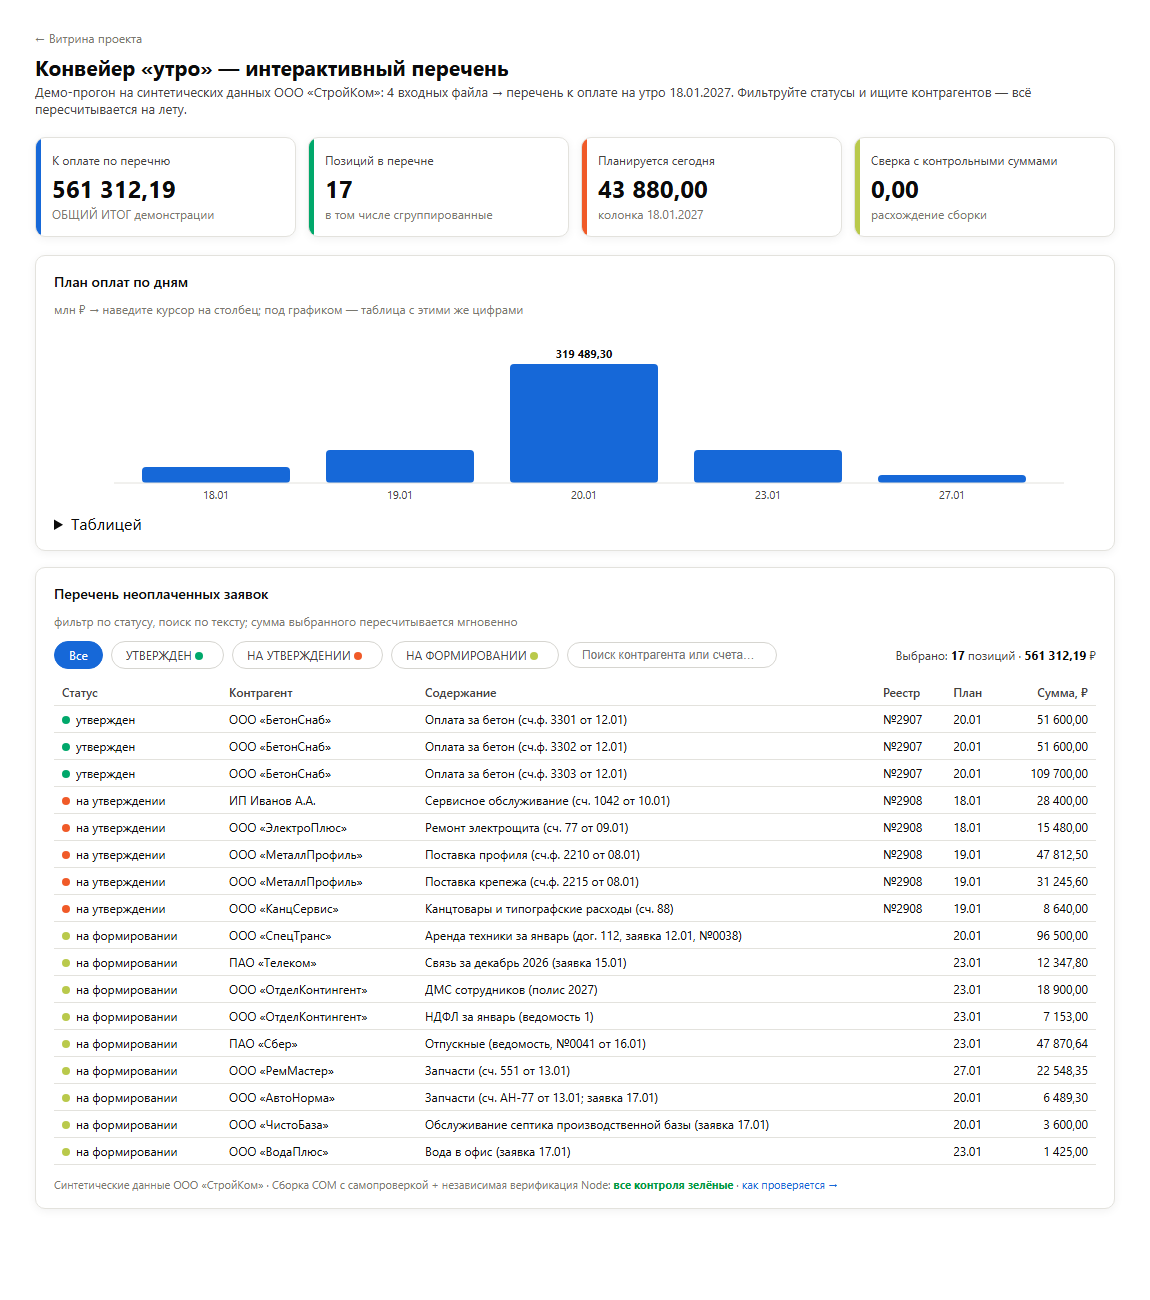 ← Витрина проекта
Конвейер «утро» — интерактивный перечень
Демо-прогон на синтетических данных ООО «СтройКом»: 4 входных файла → перечень к оплате на утро 18.01.2027. Фильтруйте статусы и ищите контрагентов — всё
пересчитывается на лету.
К оплате по перечню
561 312,19
ОБЩИЙ ИТОГ демонстрации
Позиций в перечне
17
в том числе сгруппированные
Планируется сегодня
43 880,00
колонка 18.01.2027
Сверка с контрольными суммами
0,00
расхождение сборки
План оплат по дням
млн ₽ → наведите курсор на столбец; под графиком — таблица с этими же цифрами
319 489,30
18.01 19.01 20.01 23.01 27.01
▶ Таблицей
Перечень неоплаченных заявок
фильтр по статусу, поиск по тексту; сумма выбранного пересчитывается мгновенно
Все УТВЕРЖДЕН НА УТВЕРЖДЕНИИ НА ФОРМИРОВАНИИ Поиск контрагента или счета… Выбрано: 17 позиций · 561 312,19 ₽
Статус Контрагент Содержание Реестр План Сумма, ₽
утвержден ООО «БетонСнаб» Оплата за бетон (сч.ф. 3301 от 12.01) №2907 20.01 51 600,00
утвержден ООО «БетонСнаб» Оплата за бетон (сч.ф. 3302 от 12.01) №2907 20.01 51 600,00
утвержден ООО «БетонСнаб» Оплата за бетон (сч.ф. 3303 от 12.01) №2907 20.01 109 700,00
на утверждении ИП Иванов А.А. Сервисное обслуживание (сч. 1042 от 10.01) №2908 18.01 28 400,00
на утверждении ООО «ЭлектроПлюс» Ремонт электрощита (сч. 77 от 09.01) №2908 18.01 15 480,00
на утверждении ООО «МеталлПрофиль» Поставка профиля (сч.ф. 2210 от 08.01) №2908 19.01 47 812,50
на утверждении ООО «МеталлПрофиль» Поставка крепежа (сч.ф. 2215 от 08.01) №2908 19.01 31 245,60
на утверждении ООО «КанцСервис» Канцтовары и типографские расходы (сч. 88) №2908 19.01 8 640,00
на формировании ООО «СпецТранс» Аренда техники за январь (дог. 112, заявка 12.01, №0038) 20.01 96 500,00
на формировании ПАО «Телеком» Связь за декабрь 2026 (заявка 15.01) 23.01 12 347,80
на формировании ООО «ОтделКонтингент» ДМС сотрудников (полис 2027) 23.01 18 900,00
на формировании ООО «ОтделКонтингент» НДФЛ за январь (ведомость 1) 23.01 7 153,00
на формировании ПАО «Сбер» Отпускные (ведомость, №0041 от 16.01) 23.01 47 870,64
на формировании ООО «РемМастер» Запчасти (сч. 551 от 13.01) 27.01 22 548,35
на формировании ООО «АвтоНорма» Запчасти (сч. АН-77 от 13.01; заявка 17.01) 20.01 6 489,30
на формировании ООО «ЧистоБаза» Обслуживание септика производственной базы (заявка 17.01) 20.01 3 600,00
на формировании ООО «ВодаПлюс» Вода в офис (заявка 17.01) 23.01 1 425,00
Синтетические данные ООО «СтройКом» · Сборка COM с самопроверкой + независимая верификация Node: все контроля зелёные · как проверяется →